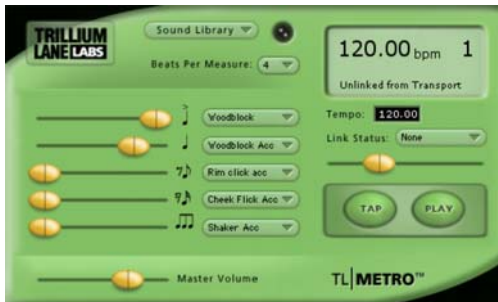 TRILLIUM
LANE LABS
Sound Library
Beats Per Measure: 4
120.00 bpm 1
Unlinked from Transport
Tempo: 120.00
Link Status: None
Woodblock
Woodblock Acc
Rim click acc
Cheek Flick Acc
Shaker Acc
TAP
PLAY
Master Volume
TL|METRO™